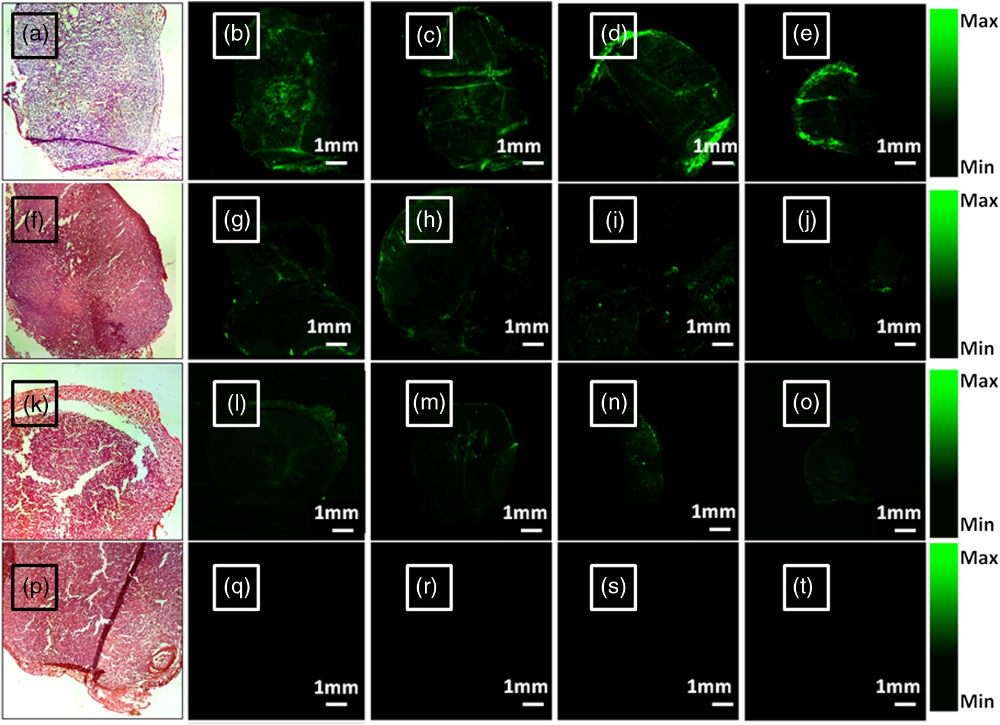 (a) (b) (c) (d) (e) Max
1mm 1mm 1mm 1mm Min
(f) (g) (h) (i) (j) Max
1mm 1mm 1mm 1mm Min
(k) (l) (m) (n) (o) Max
1mm 1mm 1mm 1mm Min
(p) (q) (r) (s) (t) Max
1mm 1mm 1mm 1mm Min